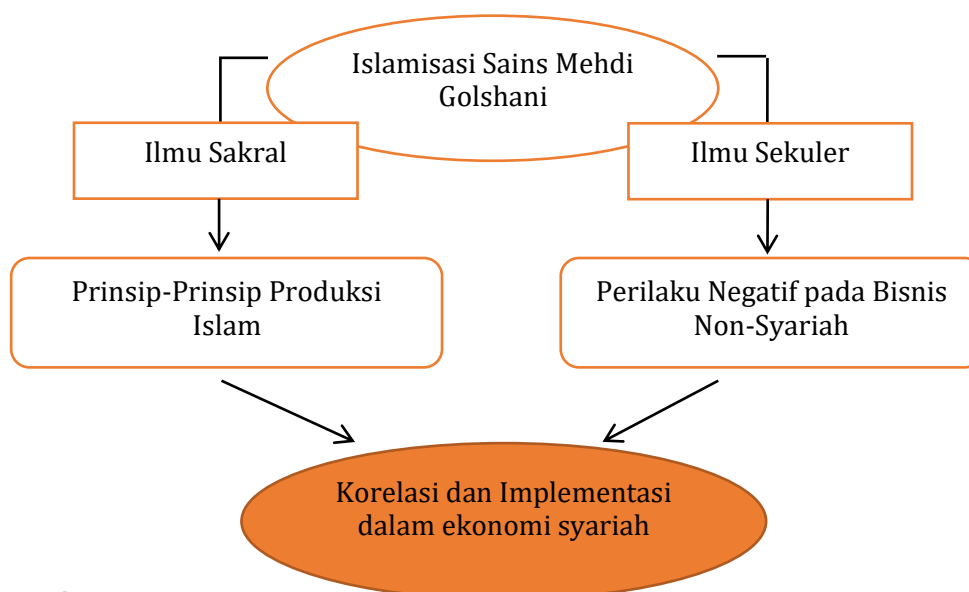 Islamisasi Sains Mehdi
Golshani
Ilmu Sakral
Ilmu Sekuler
Prinsip-Prinsip Produksi
Islam
Perilaku Negatif pada Bisnis
Non-Syariah
Korelasi dan Implementasi
dalam ekonomi syariah